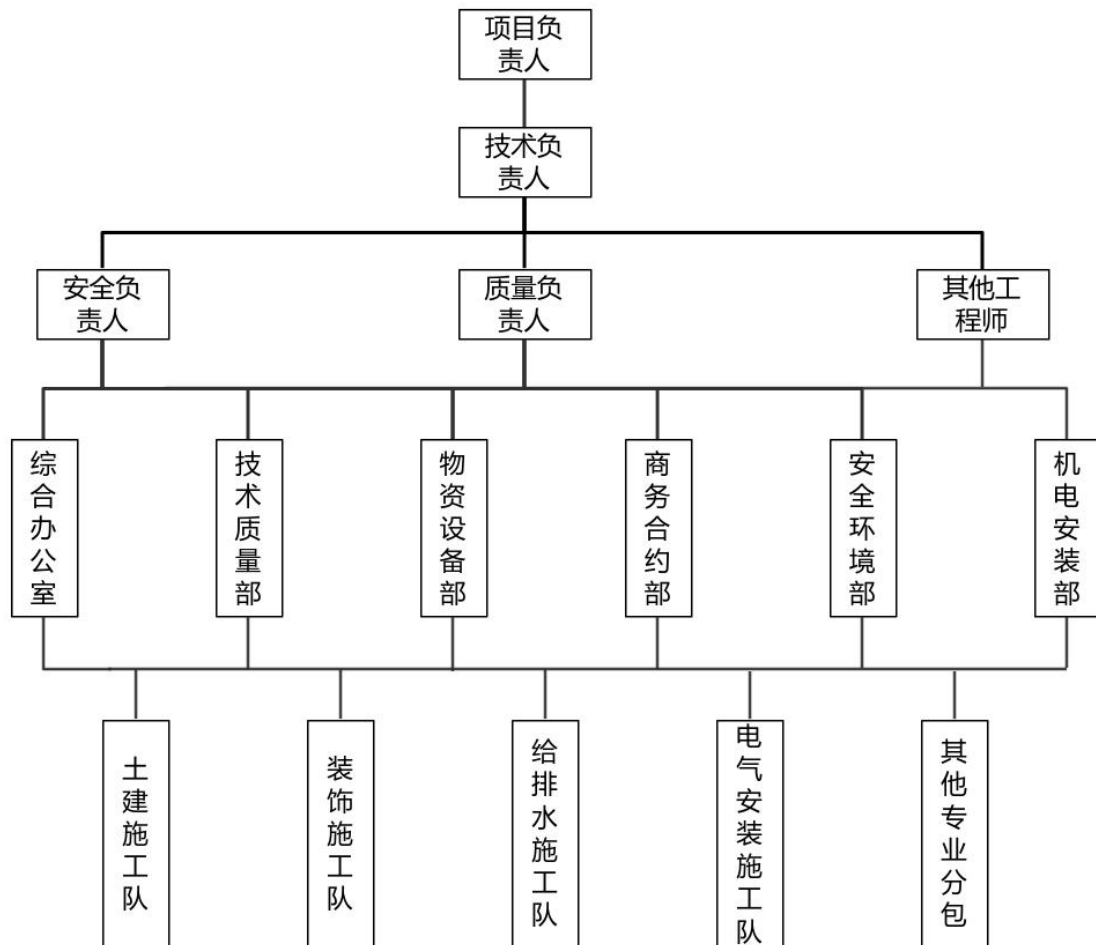 项目负
责人
技术负
责人
安全负
责人
质量负
责人
其他工
程师
综合办公室
技术质量部
物资设备部
商务合约部
安全环境部
机电安装部
土建施工队
装饰施工队
给排水施工队
电气安装施工队
其他专业分包